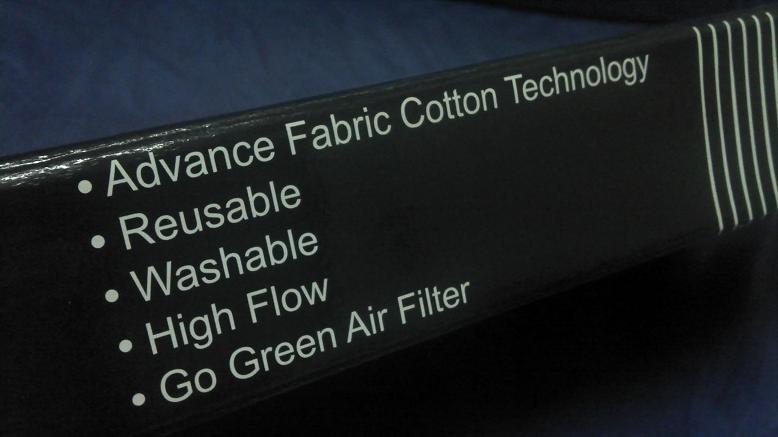 • Advance Fabric Cotton Technology
• Reusable
• Washable
• High Flow
• Go Green Air Filter